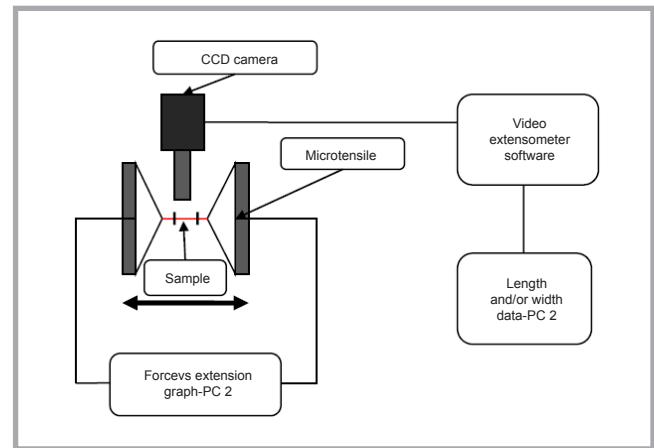 CCD camera
Video
extensometer
software
Microtensile
Sample
Length
and/or width
data-PC 2
Forcevs extension
graph-PC 2